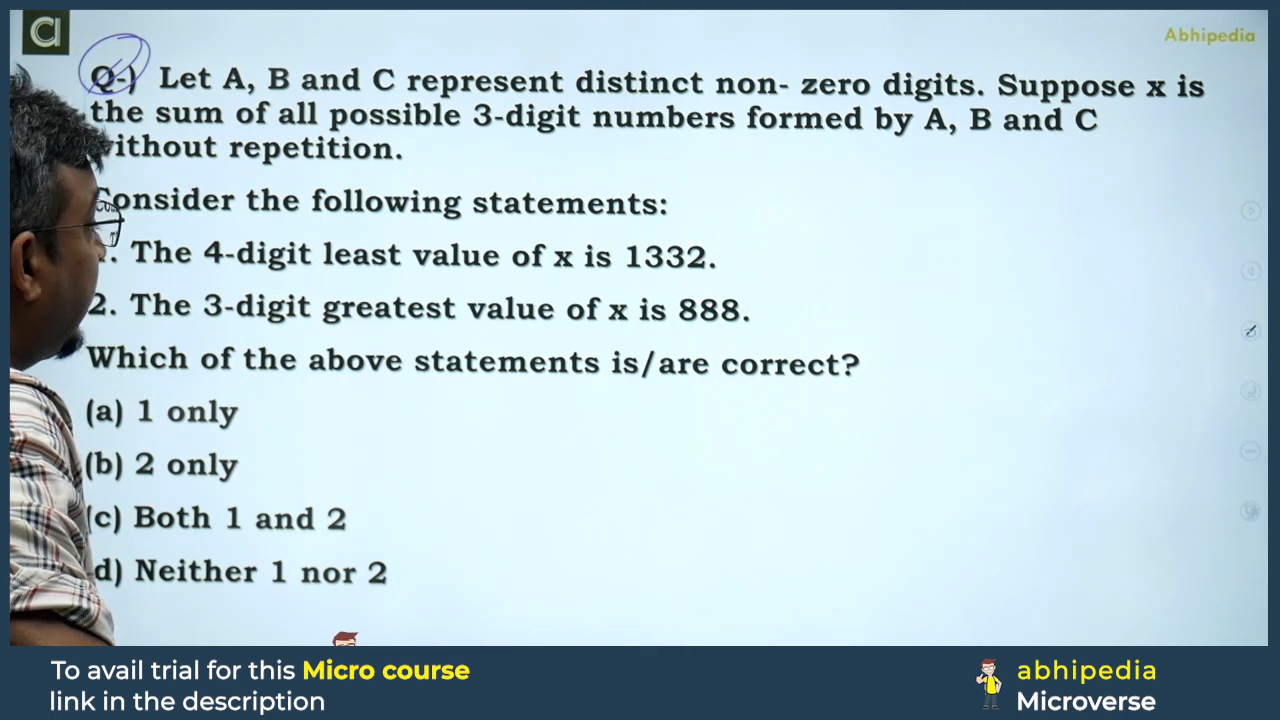 Abhipedia
Q-) Let A, B and C represent distinct non- zero digits. Suppose x is
the sum of all possible 3-digit numbers formed by A, B and C
without repetition.
Consider the following statements:
1. The 4-digit least value of x is 1332.
2. The 3-digit greatest value of x is 888.
Which of the above statements is/are correct?
(a) 1 only
(b) 2 only
(c) Both 1 and 2
d) Neither 1 nor 2
To avail trial for this Micro course
link in the description
abhipedia
Microverse